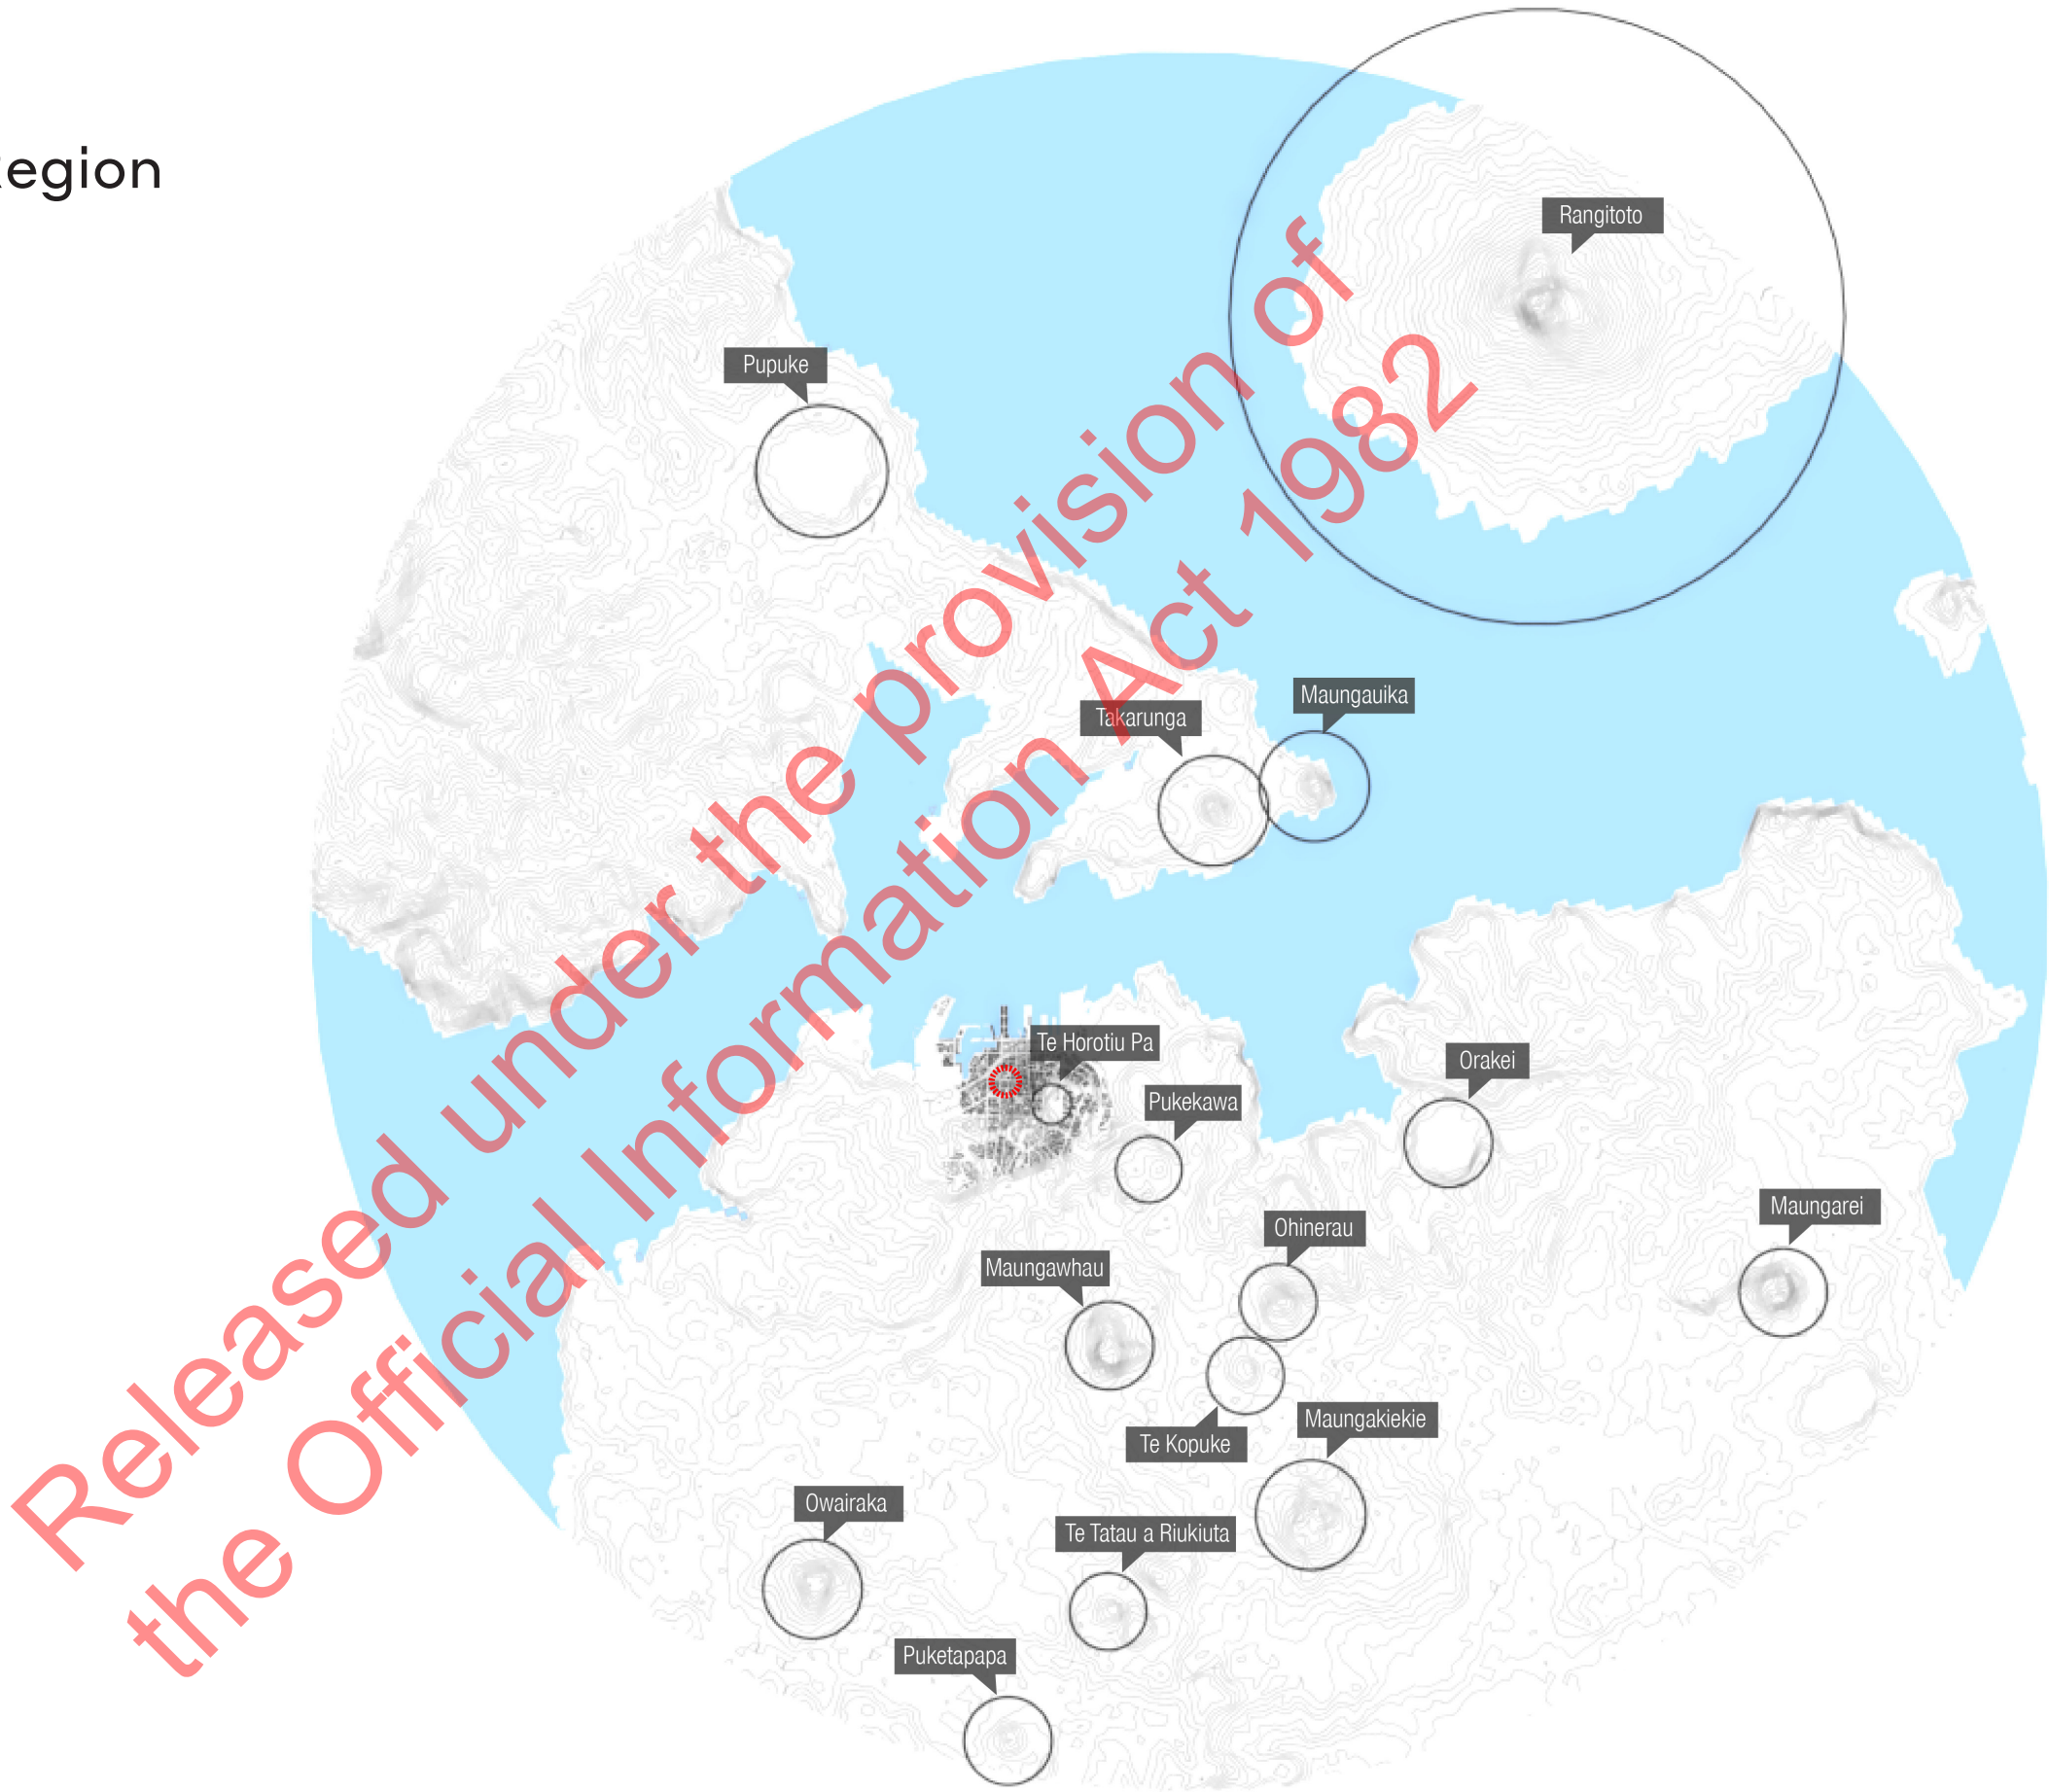 egion
Rangitoto
Pupuke
Maungauika
Takarunga
Te Horotiu Pa
Orakei
Pukekawa
Maungarei
Ohinerau
Maungawhau
Maungakiekie
Te Kopuke
Owairaka
Te Tatau a Riukiuta
Puketapapa
Released under the provision of
the Official Information Act 1982